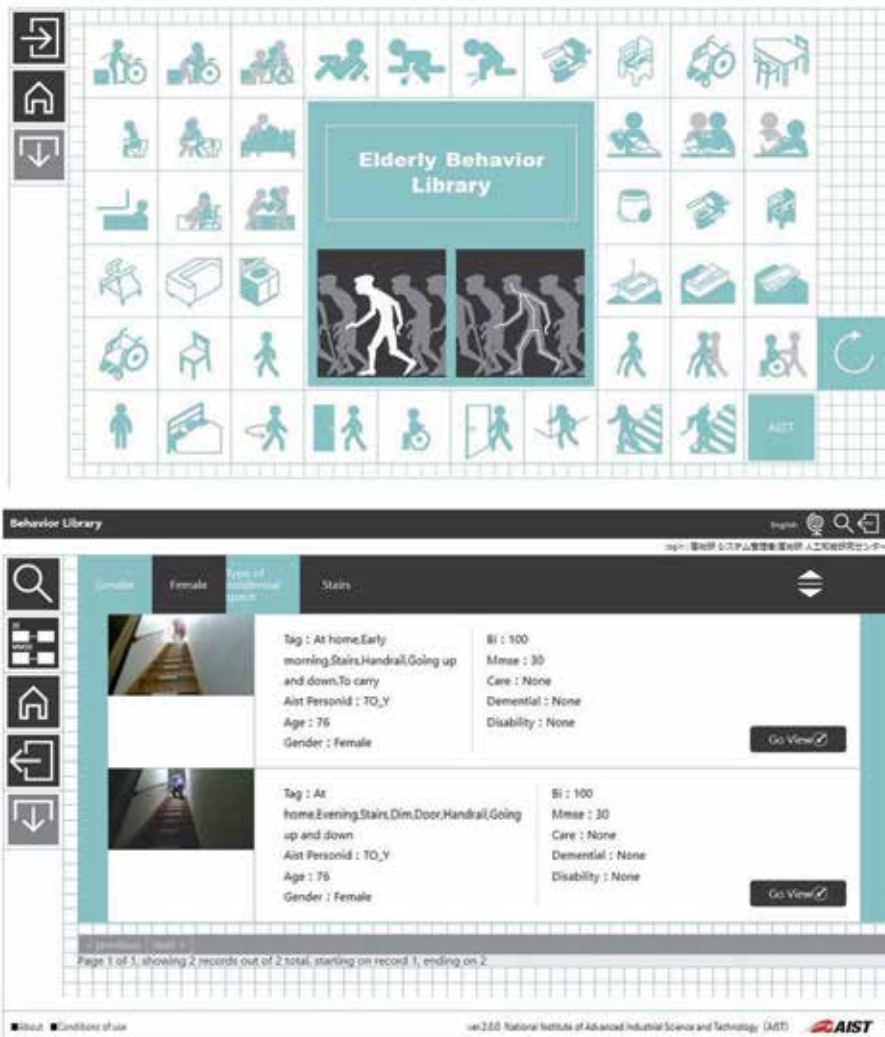 Elderly Behavior
Library
AIST
Behavior Library
English
Gender
Female
Type of
residential
space
Stairs
Tag : At home,Early
morning,Stairs,Handrail,Going up
and down,To carry
Aist Personid : TO_Y
Age : 76
Gender : Female
Bi : 100
Mmse : 30
Care : None
Demential : None
Disability : None
Go View
Tag : At
home,Evening,Stairs,Dim,Door,Handrail,Going
up and down
Aist Personid : TO_Y
Age : 76
Gender : Female
Bi : 100
Mmse : 30
Care : None
Demential : None
Disability : None
Go View
< previous next >
Page 1 of 1, showing 2 records out of 2 total, starting on record 1, ending on 2
■About ■Conditions of use
ver.2.0.0 National Institute of Advanced Industrial Science and Technology (AIST)
AIST